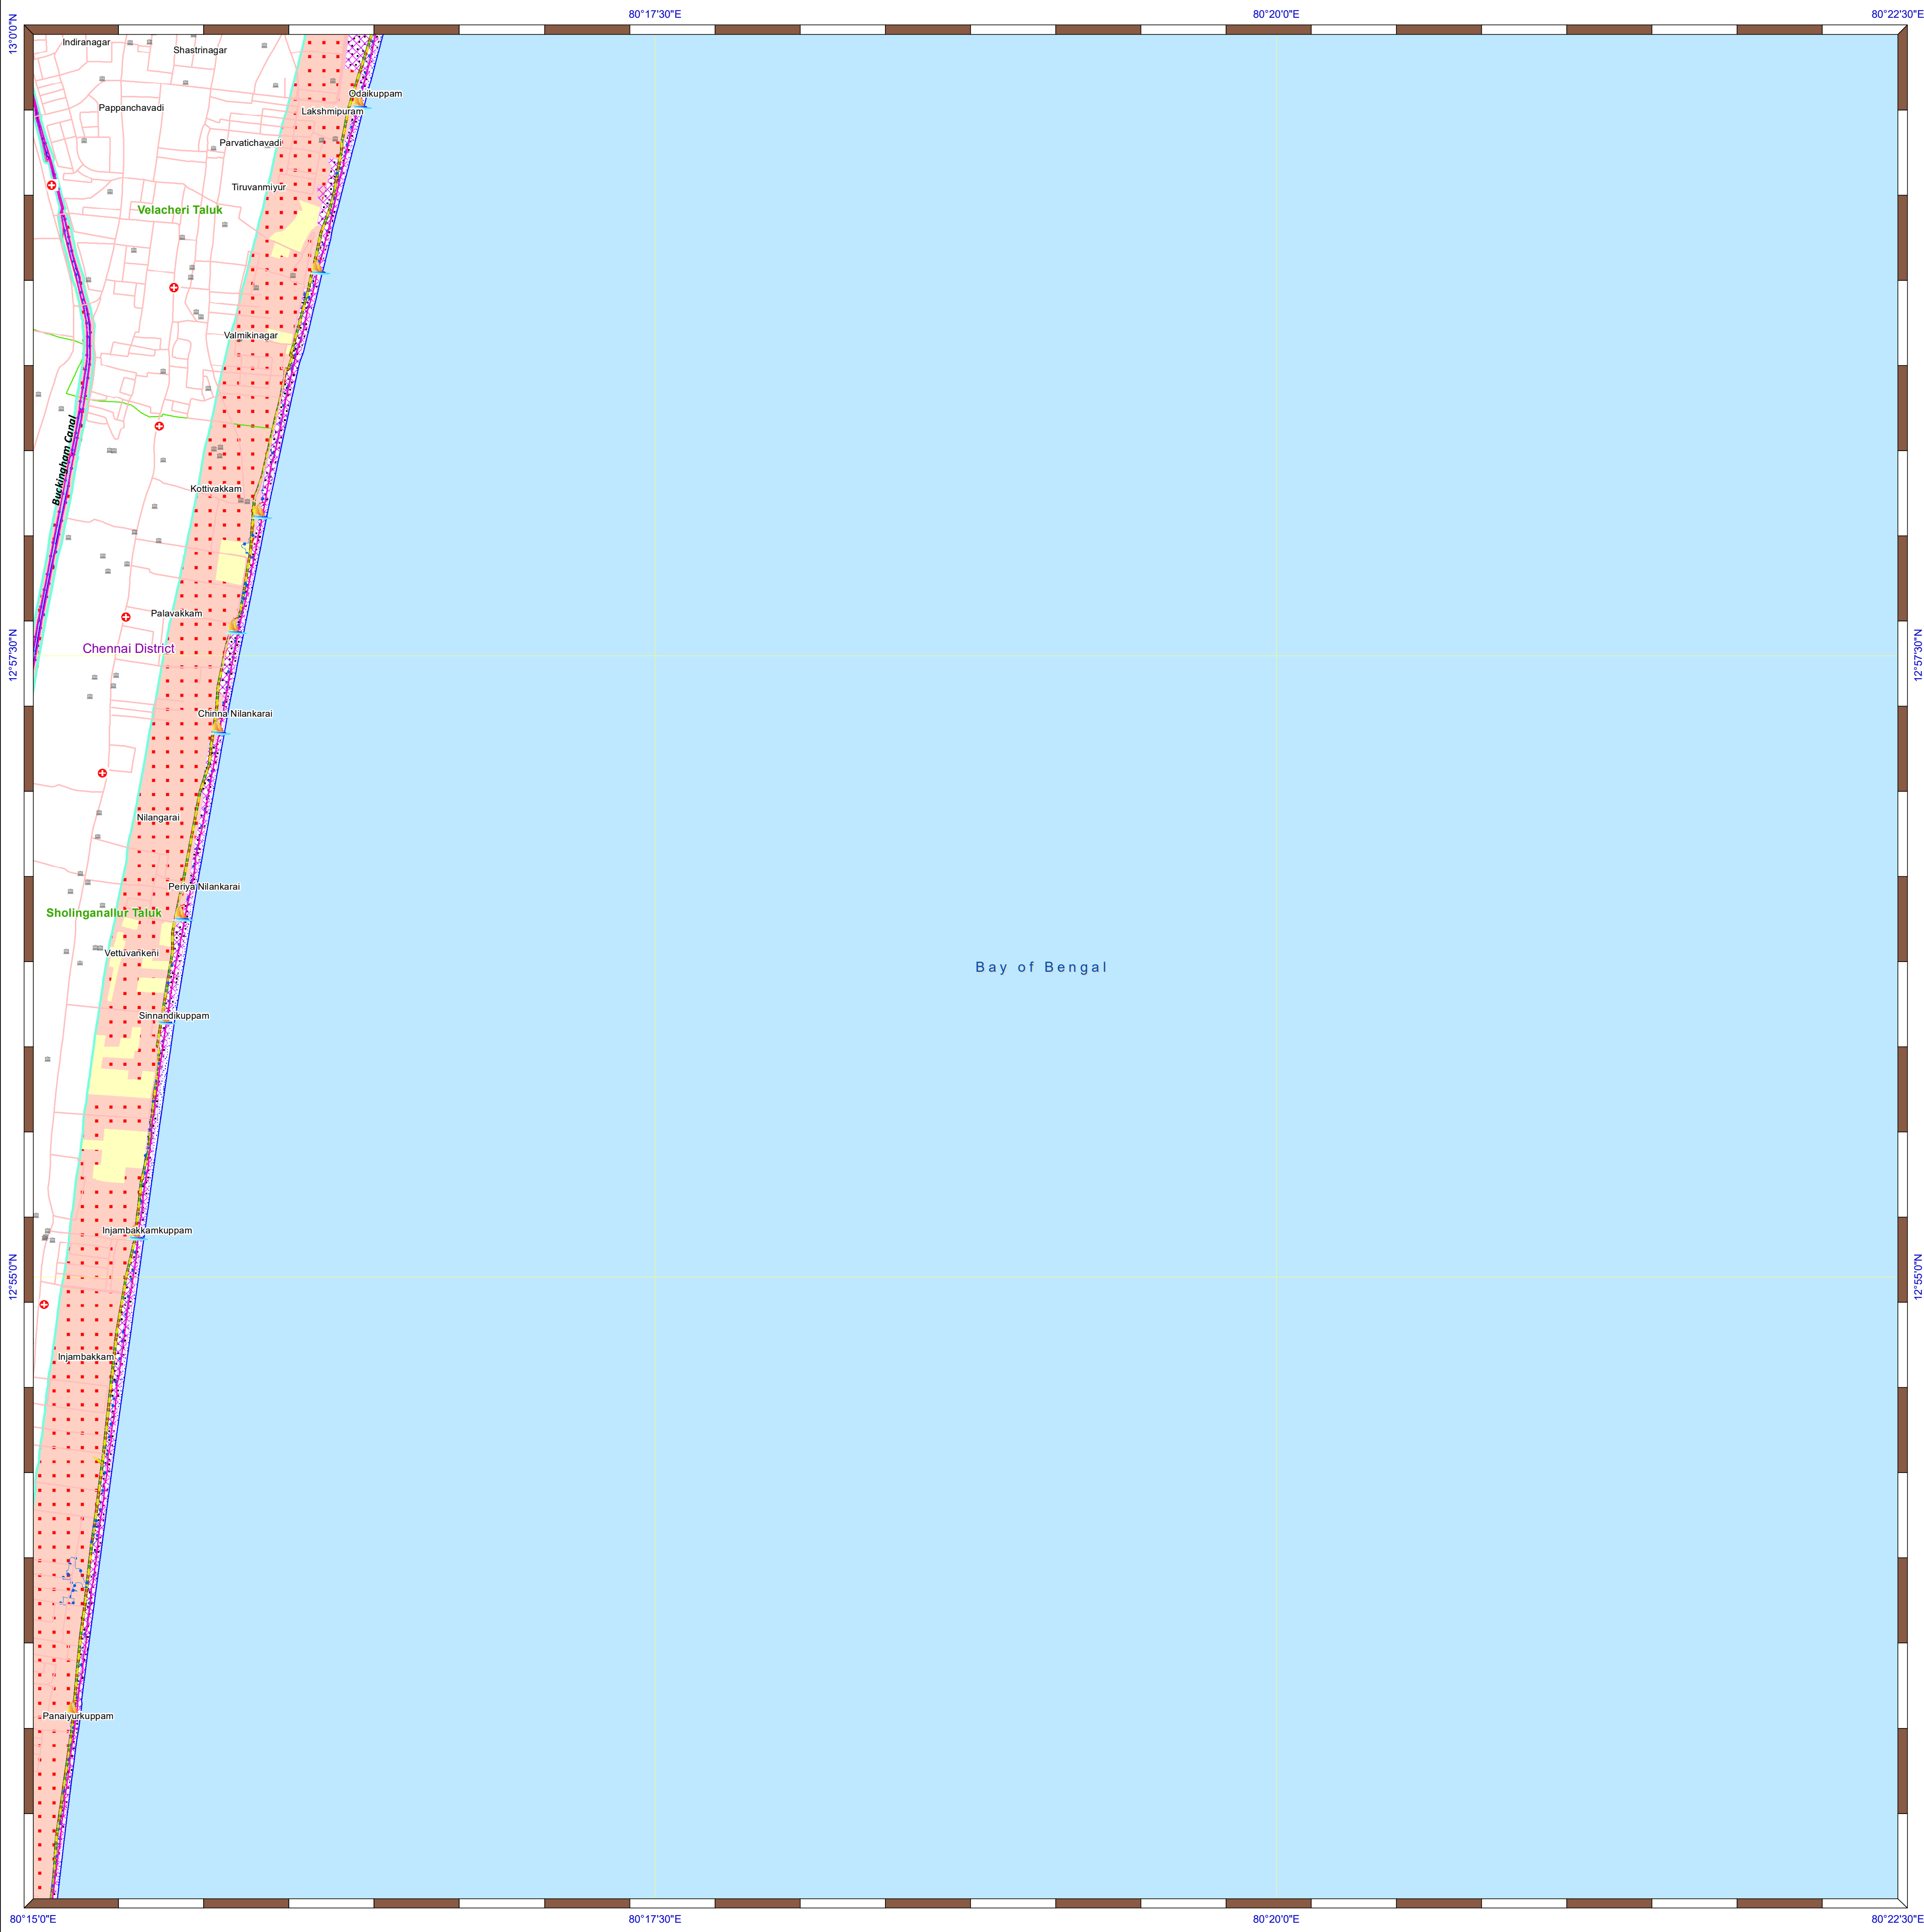 80°17'30"E
80°20'0"E
80°22'30"E
13°0'0"N
Indiranagar
Shastrinagar
Odaikuppam
Pappanchavadi
Lakshmipuram
Parvatichavadi
Tiruvanmiyur
Velacheri Taluk
Valmikinagar
Buckingham Canal
Kottivakkam
Palavakkam
Chennai District
12°57'30"N
12°57'30"N
Chinna Nilankarai
Nilangarai
Periya Nilankarai
Sholinganallur Taluk
Vettuvankeni
Bay of Bengal
Sinnandikuppam
Injambakkamkuppam
12°55'0"N
12°55'0"N
Injambakkam
Panaiyurkuppam
80°15'0"E
80°17'30"E
80°20'0"E
80°22'30"E